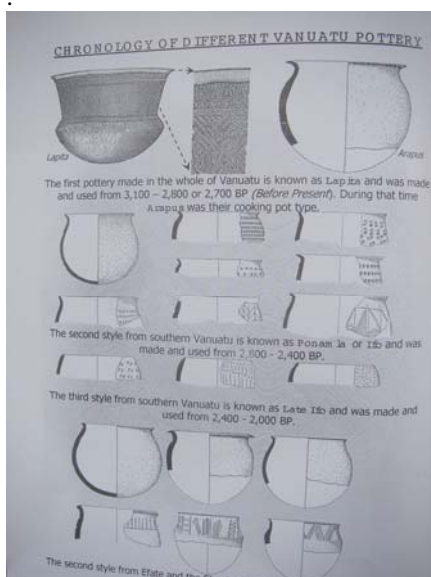 CHRONOLOGY OF DIFFERENT VANUATU POTTERY
Lapita
Arapus
The first pottery made in the whole of Vanuatu is known as Lapita and was made
and used from 3,100 – 2,800 or 2,700 BP (Before Present). During that time
Arapus was their cooking pot type.
The second style from southern Vanuatu is known as Ponamla or Ifo and was
made and used from 2,800 - 2,400 BP.
The third style from southern Vanuatu is known as Late Ifo and was made and
used from 2,400 - 2,000 BP.
The second style from Efate and the